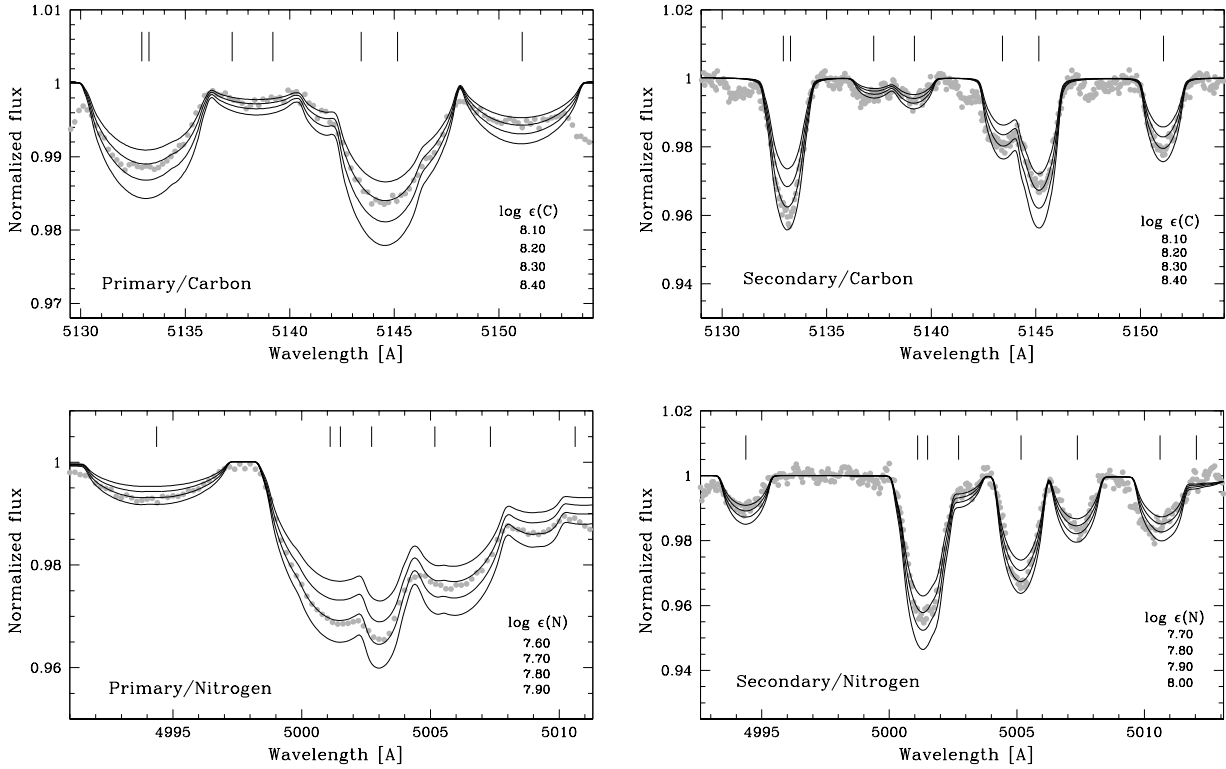 1.01
1
0.99
0.98
0.97
Normalized flux
log ϵ(C)
8.10
8.20
8.30
8.40
Primary/Carbon
5130 5135 5140 5145 5150
Wavelength [A]
1.02
1
0.98
0.96
0.94
Normalized flux
log ϵ(C)
8.10
8.20
8.30
8.40
Secondary/Carbon
5130 5135 5140 5145 5150
Wavelength [A]
1
0.98
0.96
Normalized flux
log ϵ(N)
7.60
7.70
7.80
7.90
Primary/Nitrogen
4995 5000 5005 5010
Wavelength [A]
1.02
1
0.98
0.96
0.94
Normalized flux
log ϵ(N)
7.70
7.80
7.90
8.00
Secondary/Nitrogen
4995 5000 5005 5010
Wavelength [A]